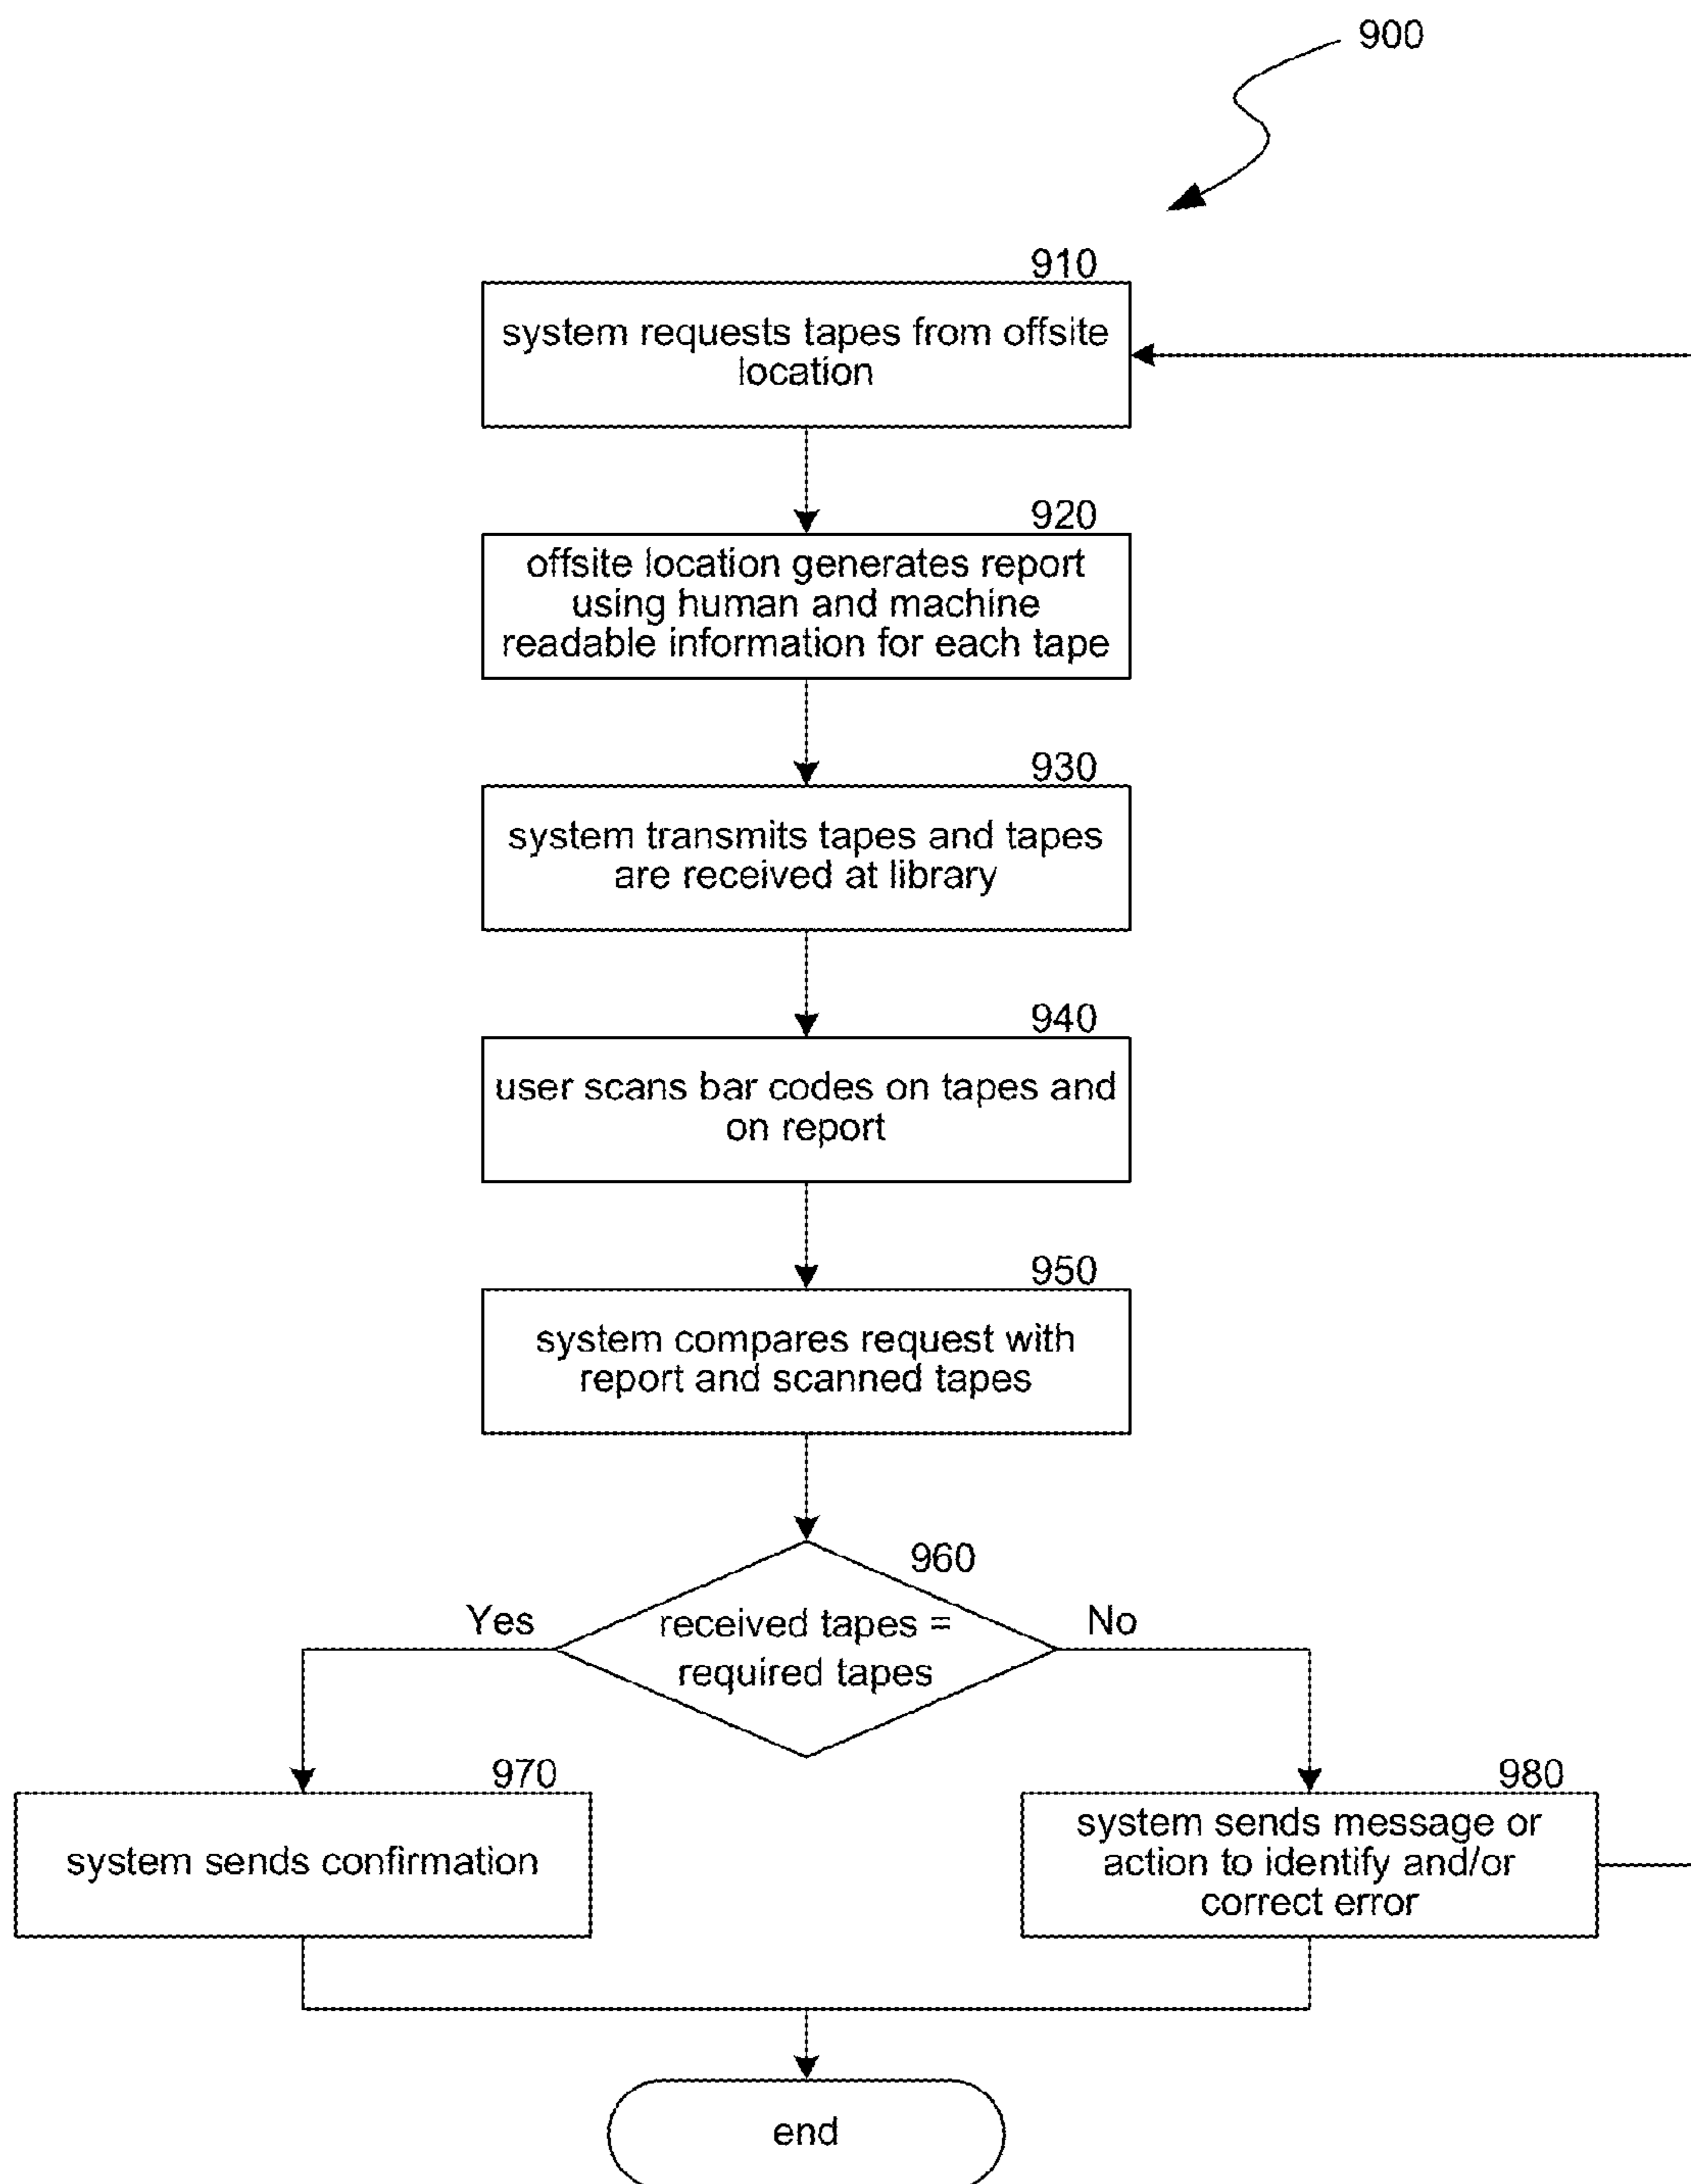 900
910
system requests tapes from offsite
location
920
offsite location generates report
using human and machine
readable information for each tape
930
system transmits tapes and tapes
are received at library
940
user scans bar codes on tapes and
on report
950
system compares request with
report and scanned tapes
960
Yes
received tapes =
No
required tapes
970
system sends confirmation
980
system sends message or
action to identify and/or
correct error
end